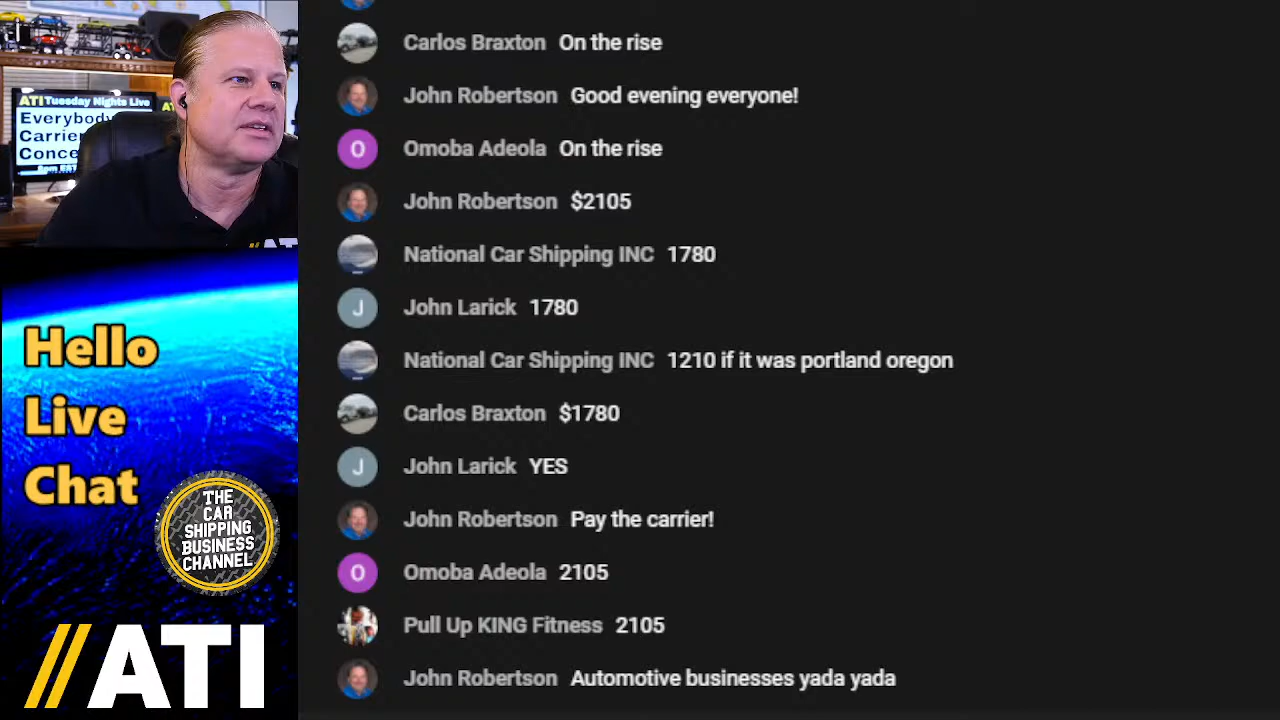 ATI Tuesday Nights Live
Everybody
Carrie
Conce
Hello
Live
Chat
THE
CAR
SHIPPING
BUSINESS
CHANNEL
//ATI
//ATI
Carlos Braxton On the rise
John Robertson Good evening everyone!
O Omoba Adeola On the rise
John Robertson $2105
National Car Shipping INC 1780
J John Larick 1780
National Car Shipping INC 1210 if it was portland oregon
Carlos Braxton $1780
J John Larick YES
John Robertson Pay the carrier!
O Omoba Adeola 2105
Pull Up KING Fitness 2105
John Robertson Automotive businesses yada yada